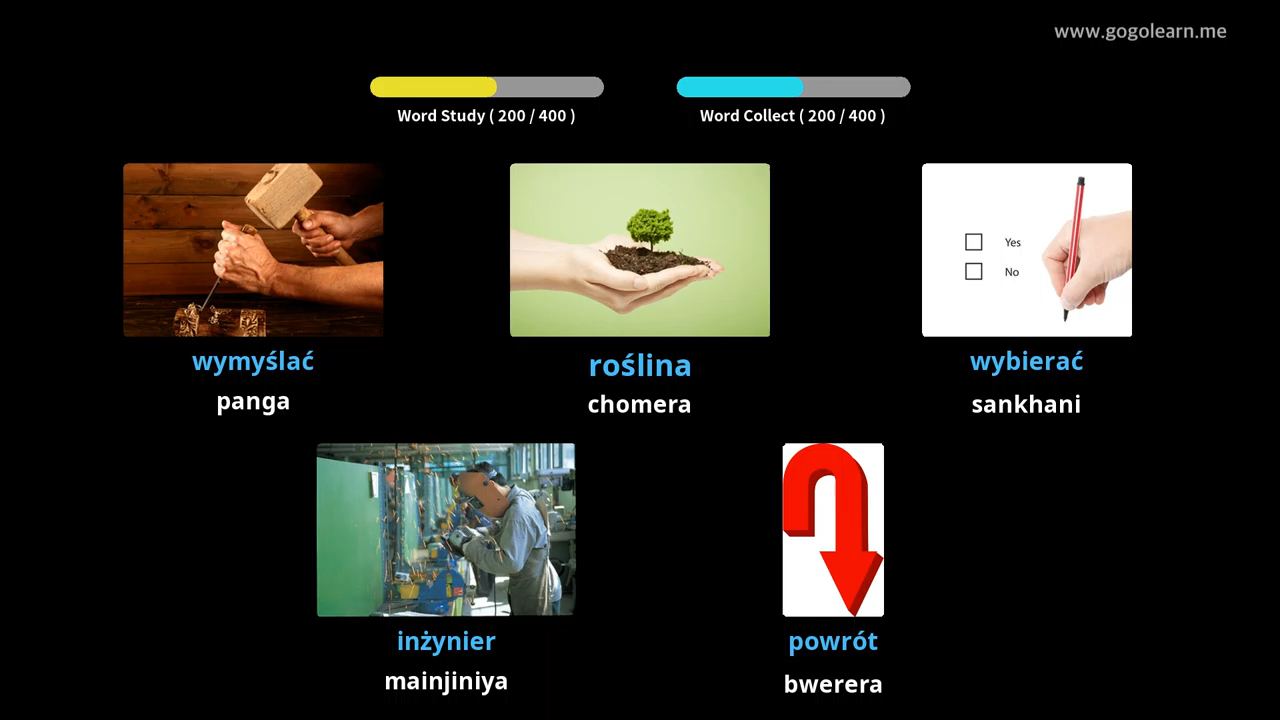 www.gogolearn.me
Word Study ( 200 / 400 )
Word Collect ( 200 / 400 )
Yes
No
wymyślać
panga
roślina
chomera
wybierać
sankhani
inżynier
mainjiniya
powrót
bwerera